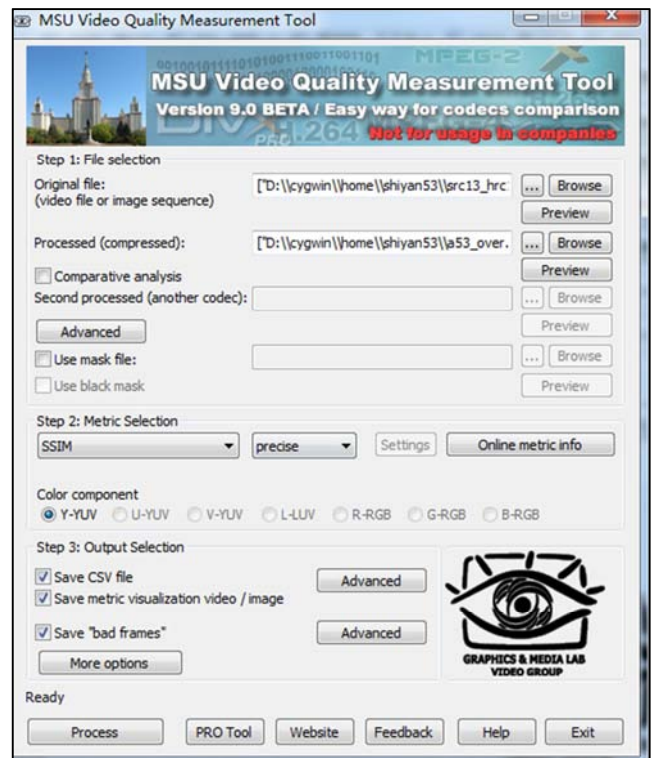 MSU Video Quality Measurement Tool
MPEG-2
MSU Video Quality Measurement Tool
Version 9.0 BETA / Easy way for codecs comparison
H.264 Not for usage in companies
Step 1: File selection
Original file:
(video file or image sequence)
["D:\\cygwin\\home\\shiyan53\\src13_hrc
... Browse
Preview
Processed (compressed):
["D:\\cygwin\\home\\shiyan53\\a53_over.
... Browse
Preview
Comparative analysis
Second processed (another codec):
... Browse
Preview
Advanced
Use mask file:
... Browse
Use black mask
Preview
Step 2: Metric Selection
SSIM precise Settings Online metric info
Color component
Y-YUV U-YUV V-YUV L-LUV R-RGB G-RGB B-RGB
Step 3: Output Selection
Save CSV file Advanced
Save metric visualization video / image
Save "bad frames" Advanced
More options
GRAPHICS & MEDIA LAB
VIDEO GROUP
Ready
Process PRO Tool Website Feedback Help Exit